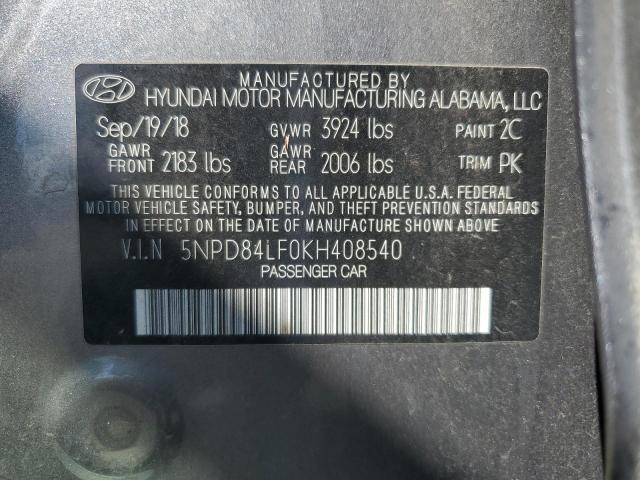 MANUFACTURED BY
HYUNDAI MOTOR MANUFACTURING ALABAMA, LLC
Sep/19/18 GVWR 3924 lbs PAINT 2C
GAWR FRONT 2183 lbs GAWR REAR 2006 lbs TRIM PK
THIS VEHICLE CONFORMS TO ALL APPLICABLE U.S.A. FEDERAL
MOTOR VEHICLE SAFETY, BUMPER, AND THEFT PREVENTION STANDARDS
IN EFFECT ON THE DATE OF MANUFACTURE SHOWN ABOVE
V.I.N 5NPD84LF0KH408540
PASSENGER CAR